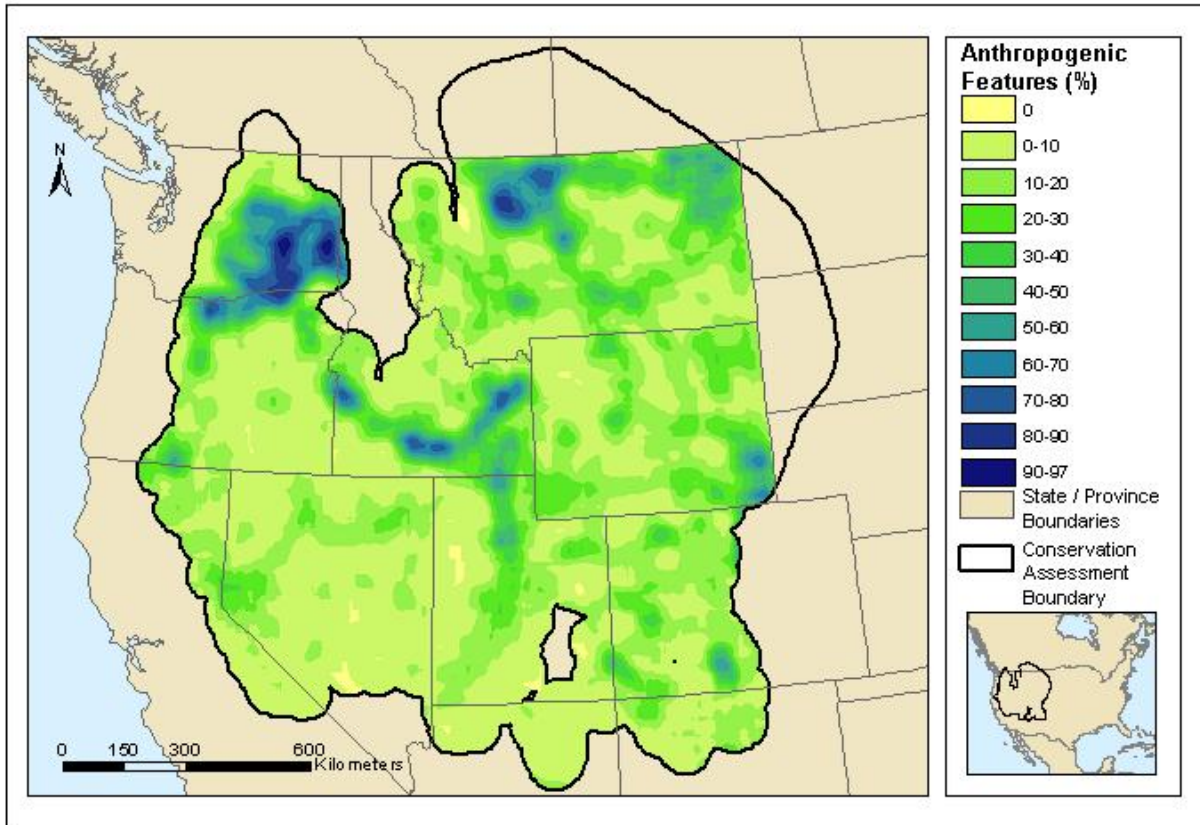 N
0 150 300 600
Kilometers
Anthropogenic
Features (%)
0
0-10
10-20
20-30
30-40
40-50
50-60
60-70
70-80
80-90
90-97
State / Province
Boundaries
Conservation
Assessment
Boundary